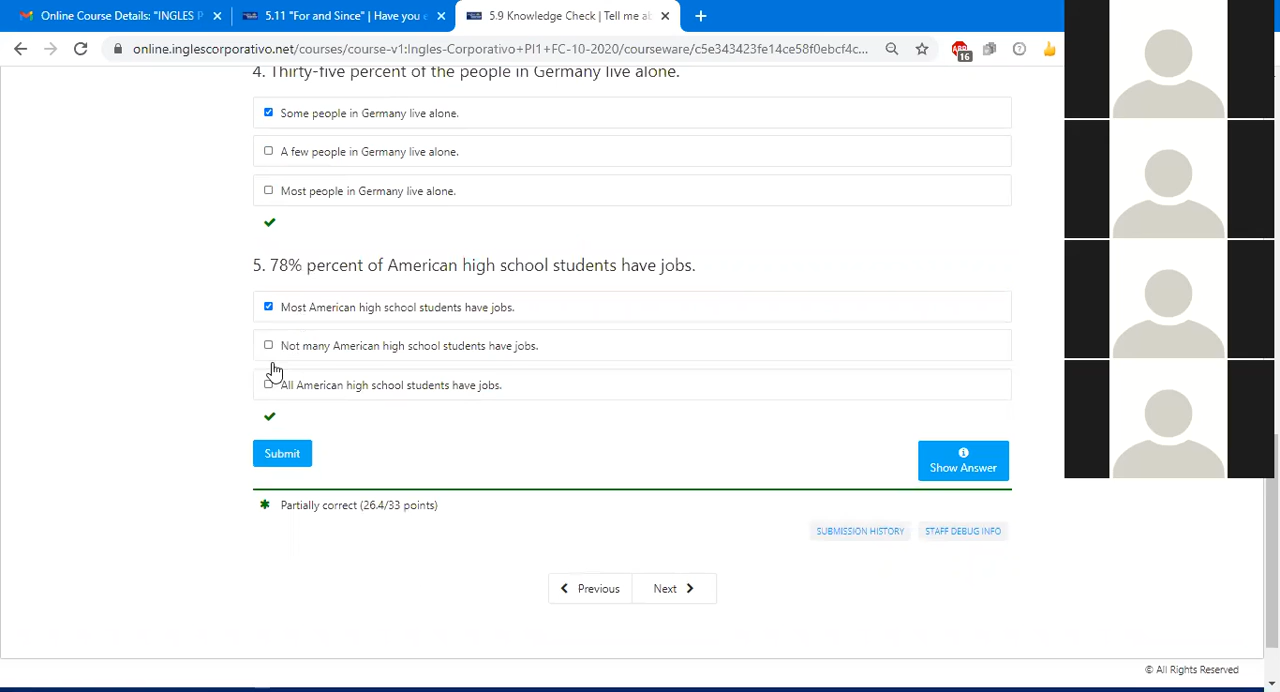 Online Course Details: "INGLES P
5.11 "For and Since" | Have you e
5.9 Knowledge Check | Tell me ab
online.inglescorporativo.net/courses/course-v1:Ingles-Corporativo+PI1+FC-10-2020/courseware/c5e343423fe14ce58f0ebcf4c...
ABP
16
4. Thirty-five percent of the people in Germany live alone.
Some people in Germany live alone.
A few people in Germany live alone.
Most people in Germany live alone.
5. 78% percent of American high school students have jobs.
Most American high school students have jobs.
Not many American high school students have jobs.
All American high school students have jobs.
Submit
Show Answer
Partially correct (26.4/33 points)
SUBMISSION HISTORY
STAFF DEBUG INFO
Previous
Next
© All Rights Reserved